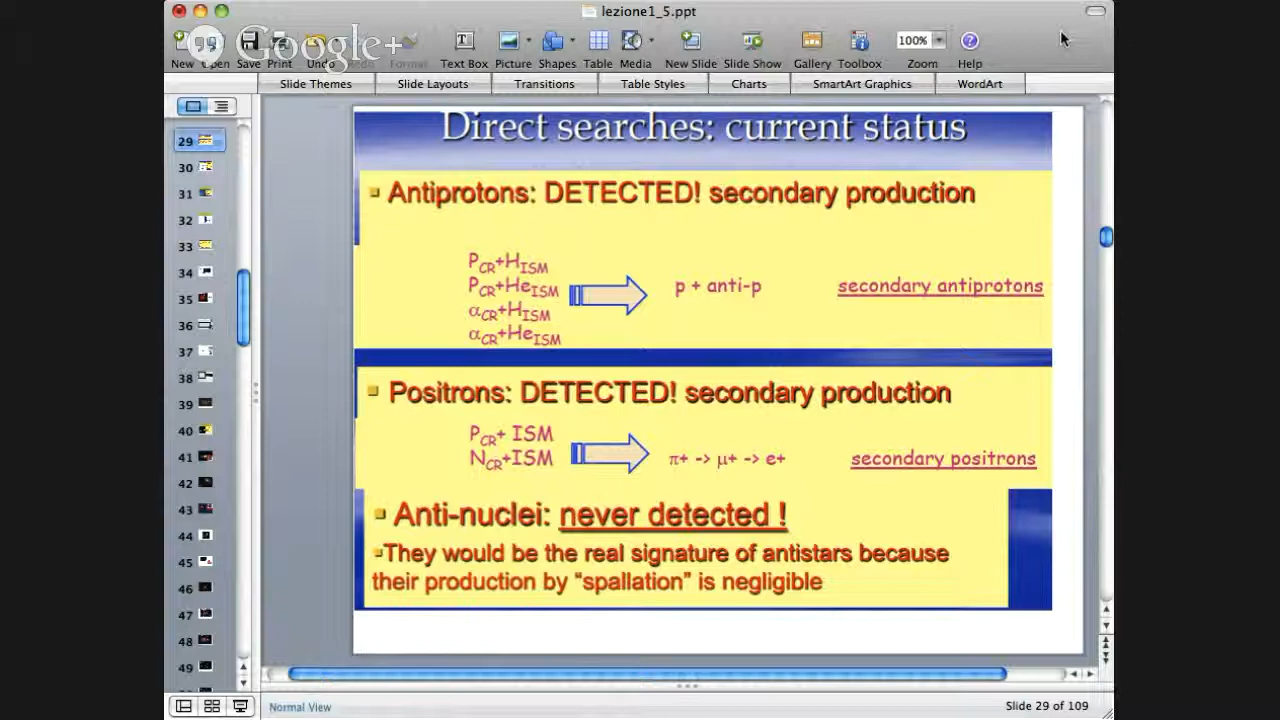 lezione1_5.ppt
Google+
New Open Save Print Undo Redo Format Text Box Picture Shapes Table Media New Slide Slide Show Gallery Toolbox Zoom Help
100%
Slide Themes Slide Layouts Transitions Table Styles Charts SmartArt Graphics WordArt
29
30
31
32
33
34
35
36
37
38
39
40
41
42
43
44
45
46
47
48
49
Direct searches: current status
Antiprotons: DETECTED! secondary production
PCR+HISM
PCR+HeISM
αCR+HISM
αCR+HeISM
p + anti-p
secondary antiprotons
Positrons: DETECTED! secondary production
PCR+ ISM
NCR+ISM
π+ -> μ+ -> e+
secondary positrons
Anti-nuclei: never detected !
They would be the real signature of antistars because
their production by “spallation” is negligible
Normal View
Slide 29 of 109